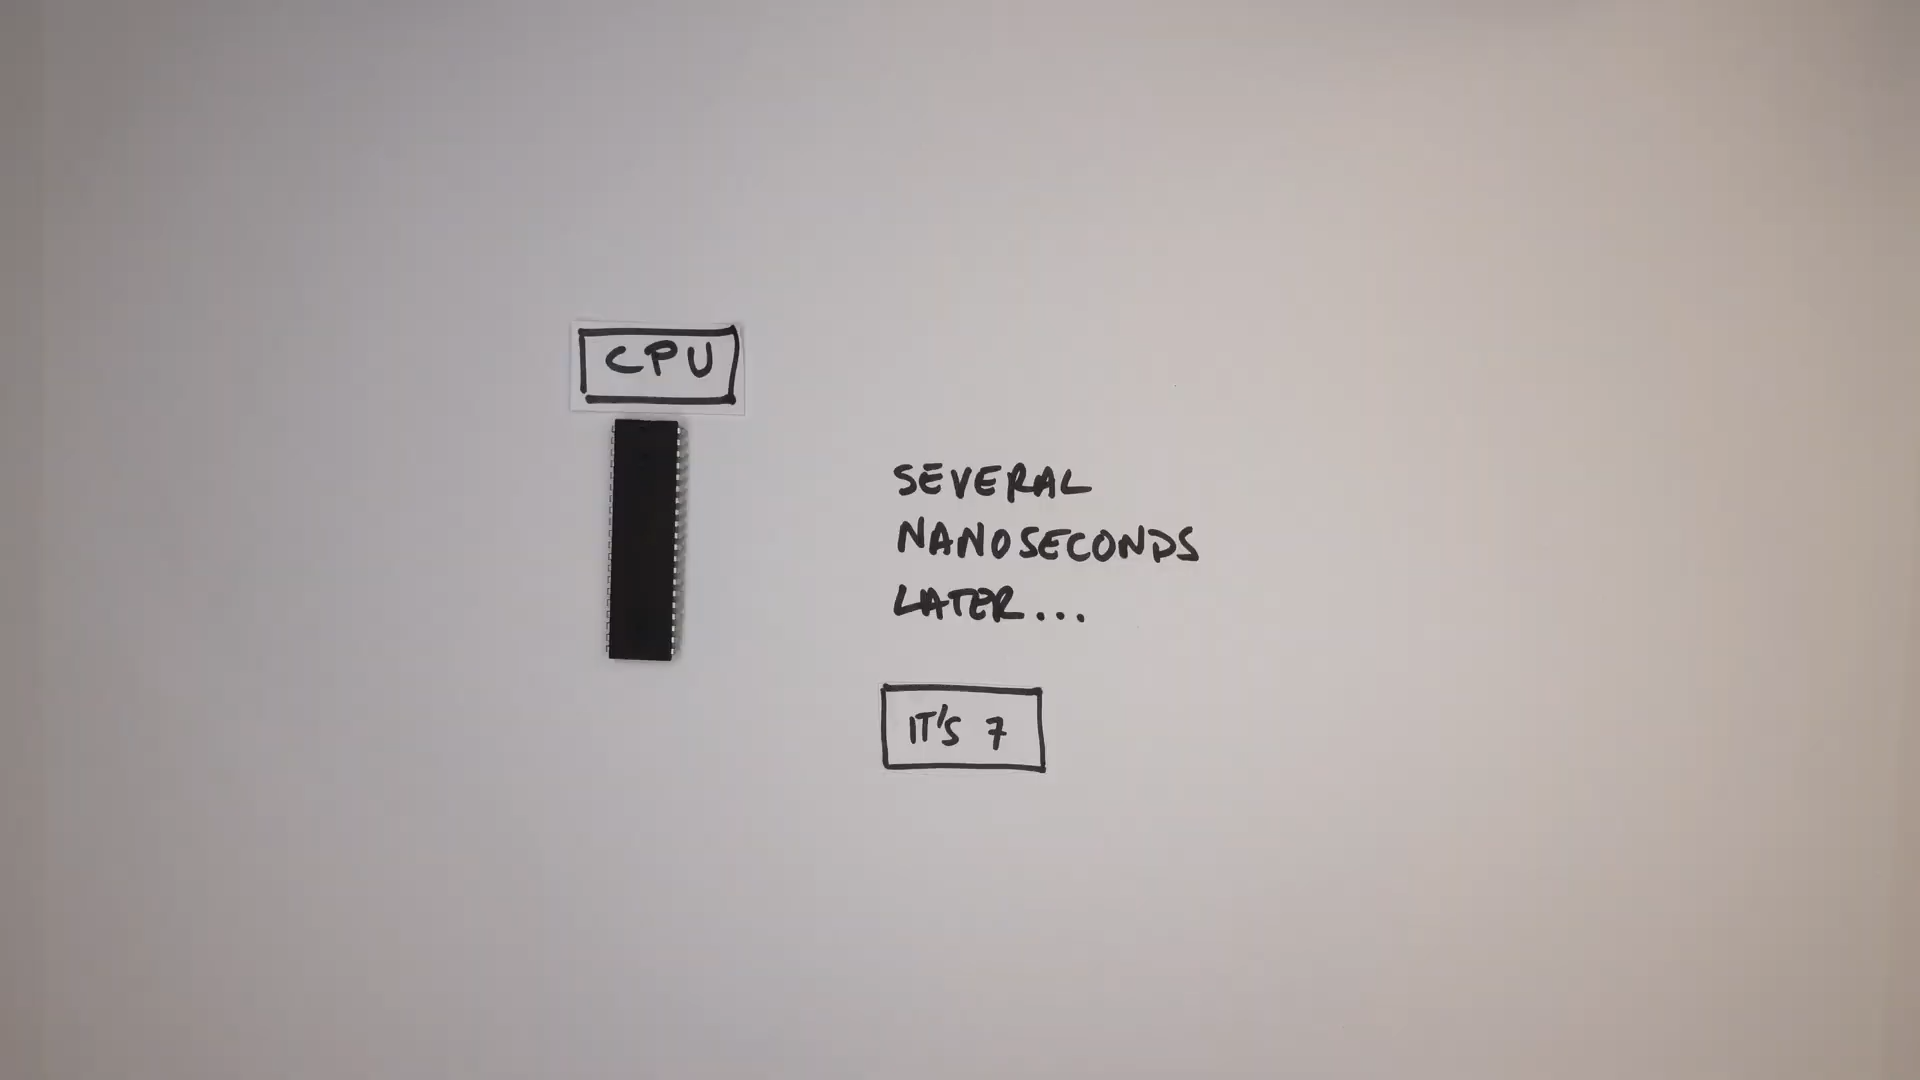 CPU
SEVERAL
NANOSECONDS
LATER...
IT'S 7